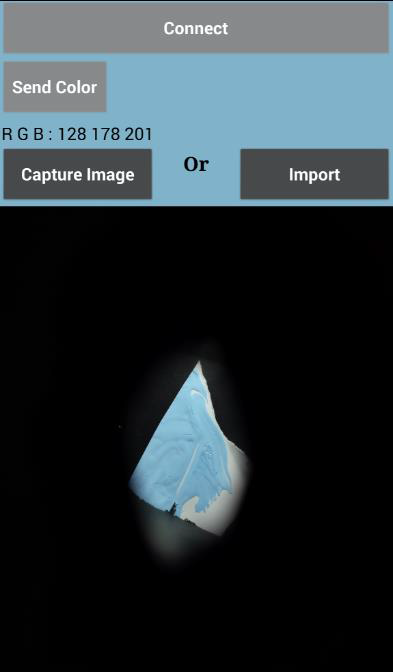 Connect
Send Color
R G B : 128 178 201
Capture Image
Or
Import